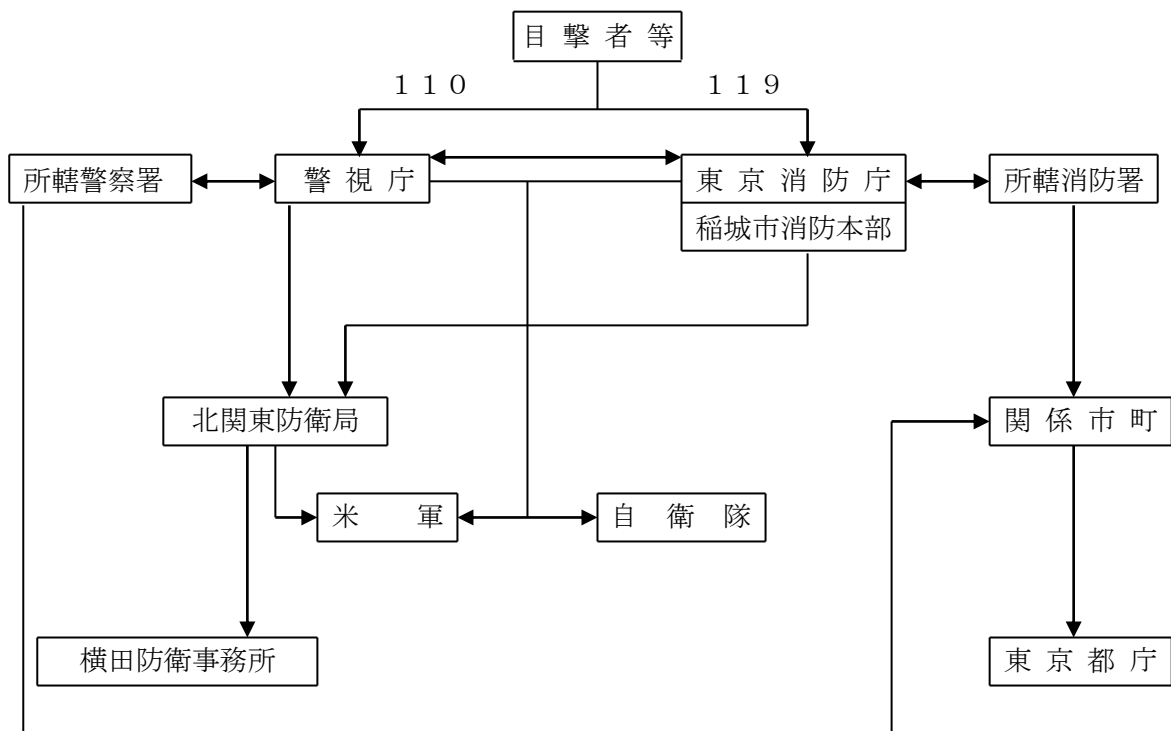 目撃者等
110 119
所轄警察署 警視庁 東京消防庁 所轄消防署
稲城市消防本部
北関東防衛局 関係市町
米軍 自衛隊
横田防衛事務所 東京都庁